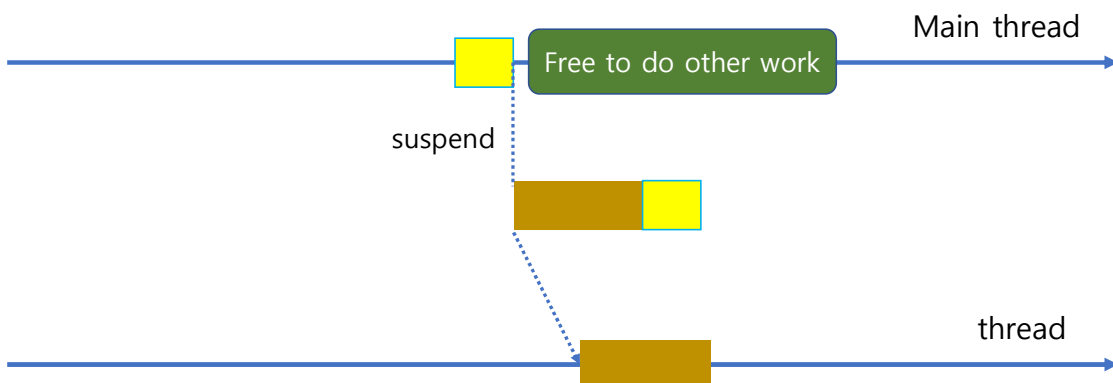 Main thread
Free to do other work
suspend
thread